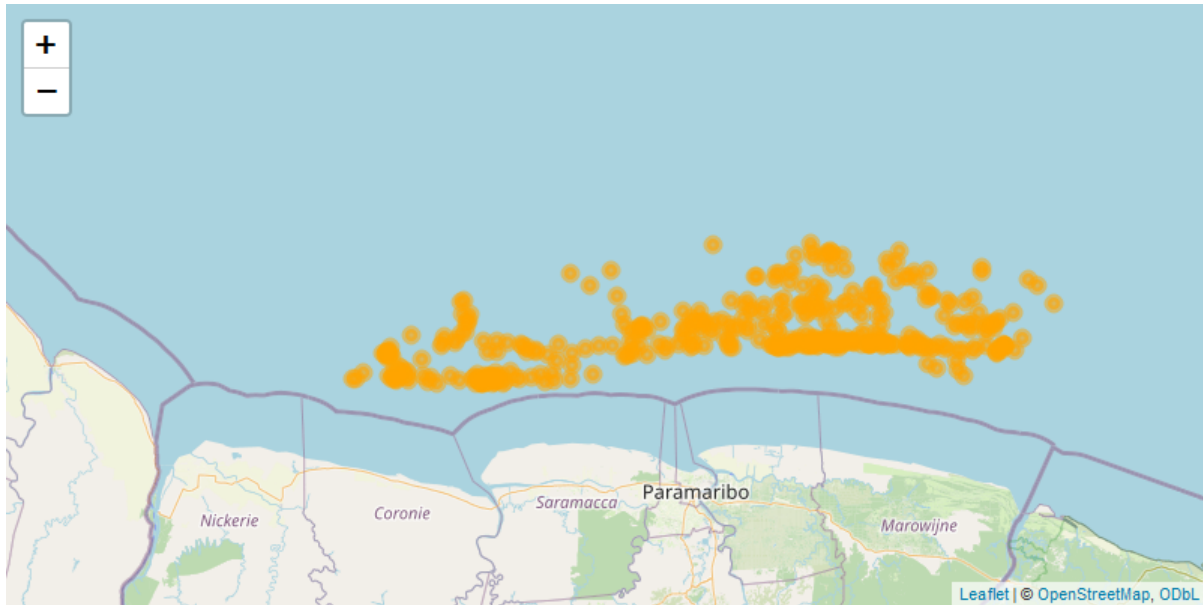 +
−
Paramaribo
Saramacca
Coronie
Nickerie
Marowijne
Leaflet | © OpenStreetMap, ODbL